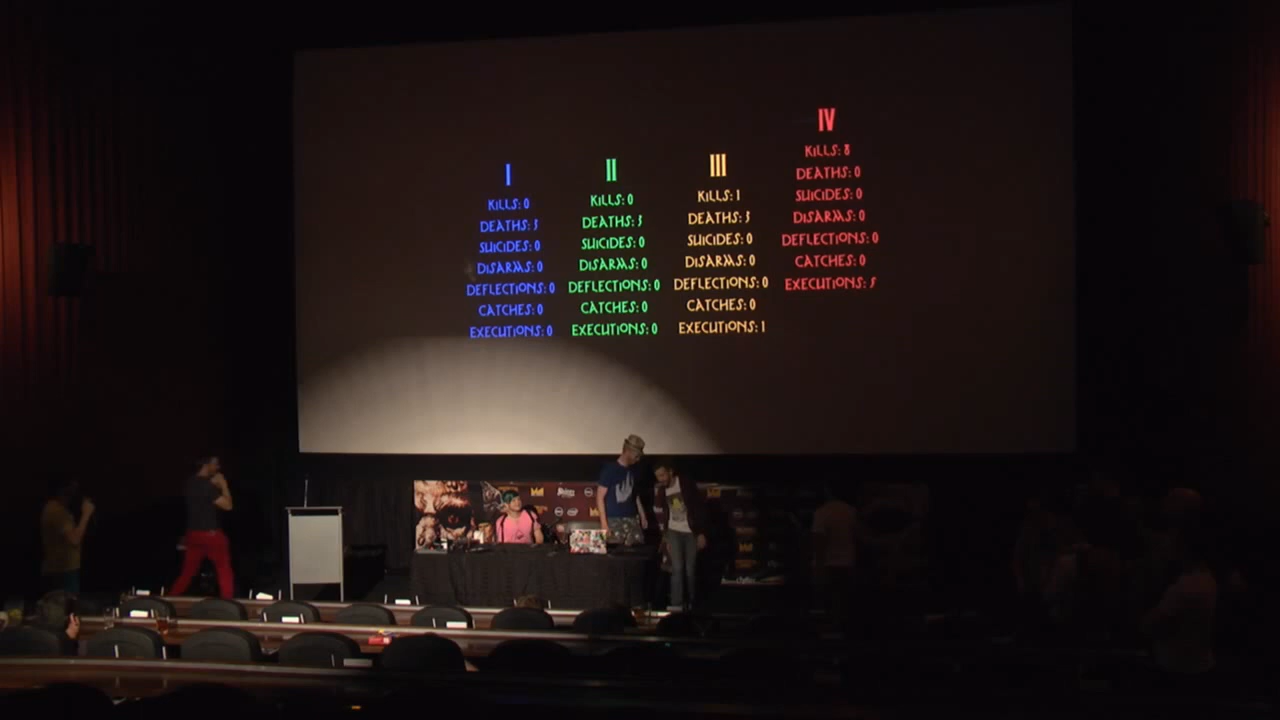 I
KILLS: 0
DEATHS: 3
SUICIDES: 0
DISARMS: 0
DEFLECTIONS: 0
CATCHES: 0
EXECUTIONS: 0
II
KILLS: 0
DEATHS: 3
SUICIDES: 0
DISARMS: 0
DEFLECTIONS: 0
CATCHES: 0
EXECUTIONS: 0
III
KILLS: 1
DEATHS: 3
SUICIDES: 0
DISARMS: 0
DEFLECTIONS: 0
CATCHES: 0
EXECUTIONS: 1
IV
KILLS: 8
DEATHS: 0
SUICIDES: 0
DISARMS: 0
DEFLECTIONS: 0
CATCHES: 0
EXECUTIONS: 5